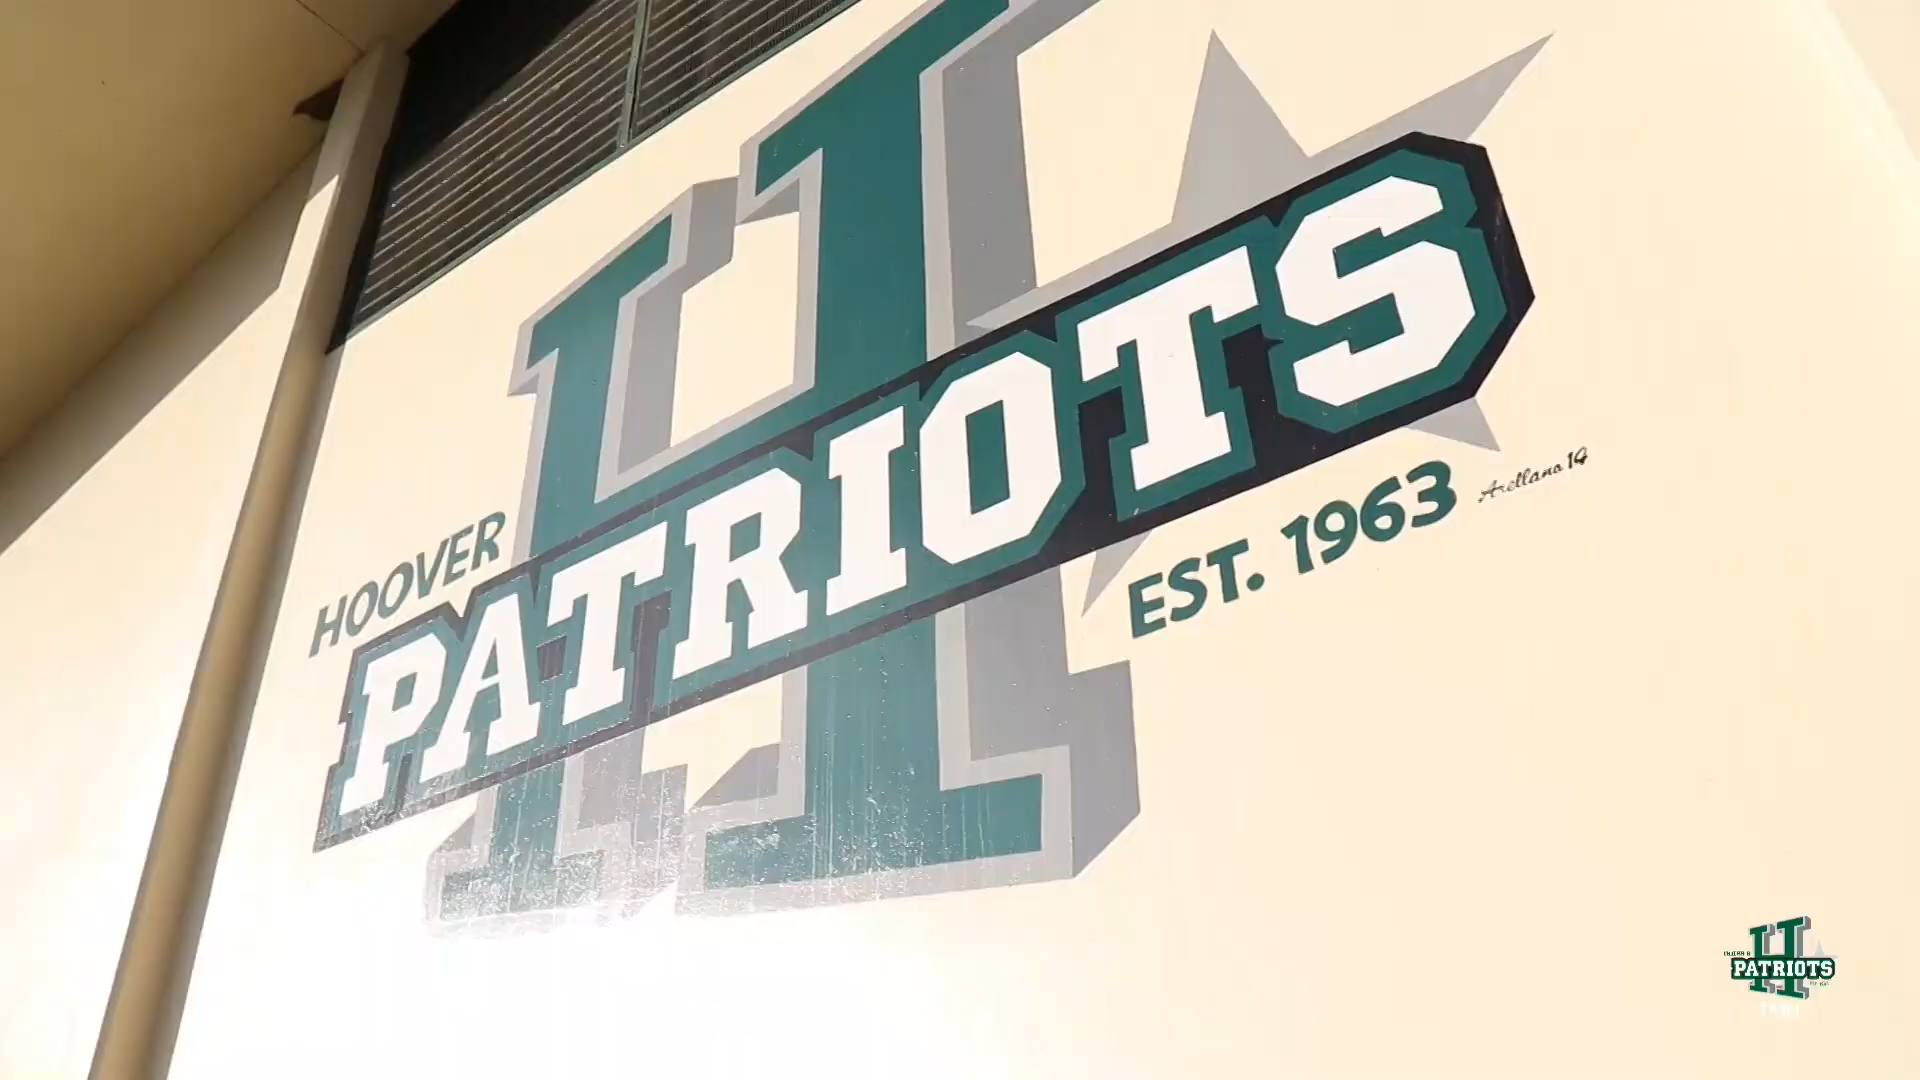 HOOVER
PATRIOTS
EST. 1963
Arellano 14
PATRIOTS